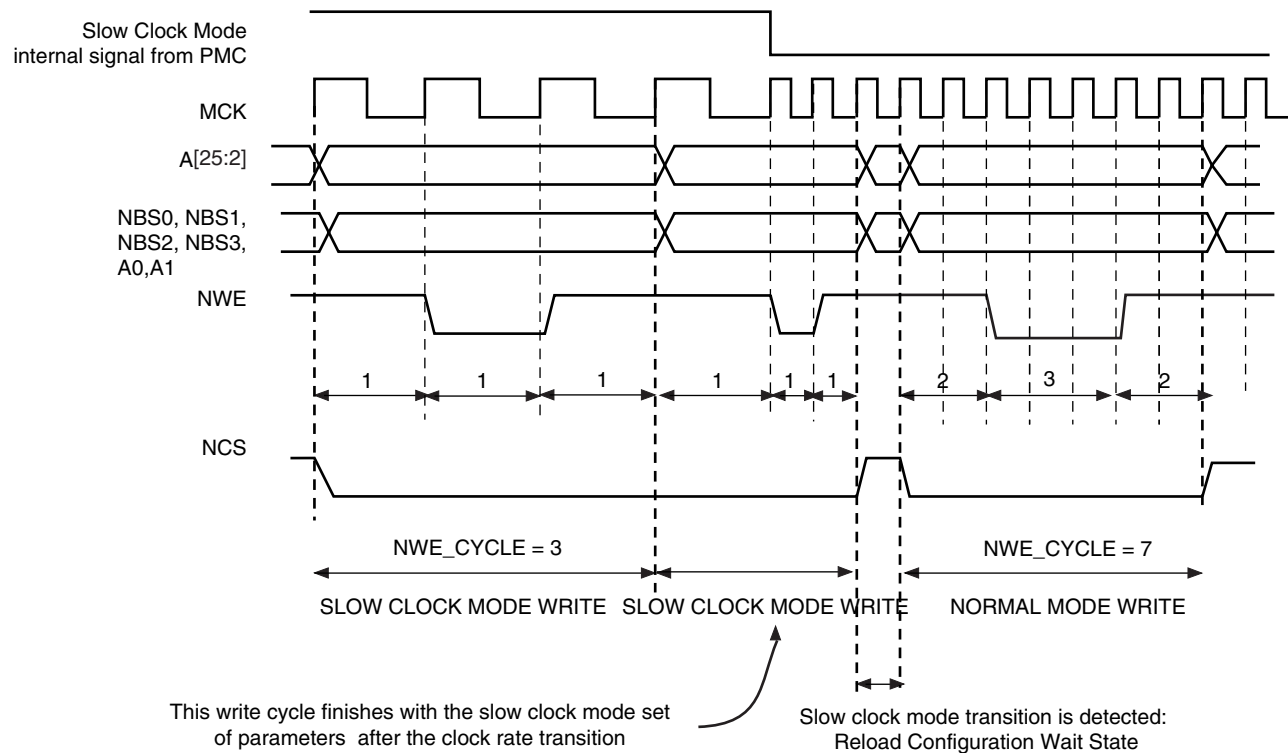 Slow Clock Mode
internal signal from PMC
MCK
A[25:2]
NBS0, NBS1,
NBS2, NBS3,
A0,A1
NWE
1 1 1 1 1 1 2 3 2
NCS
NWE_CYCLE = 3 NWE_CYCLE = 7
SLOW CLOCK MODE WRITE SLOW CLOCK MODE WRITE NORMAL MODE WRITE
This write cycle finishes with the slow clock mode set
of parameters after the clock rate transition
Slow clock mode transition is detected:
Reload Configuration Wait State